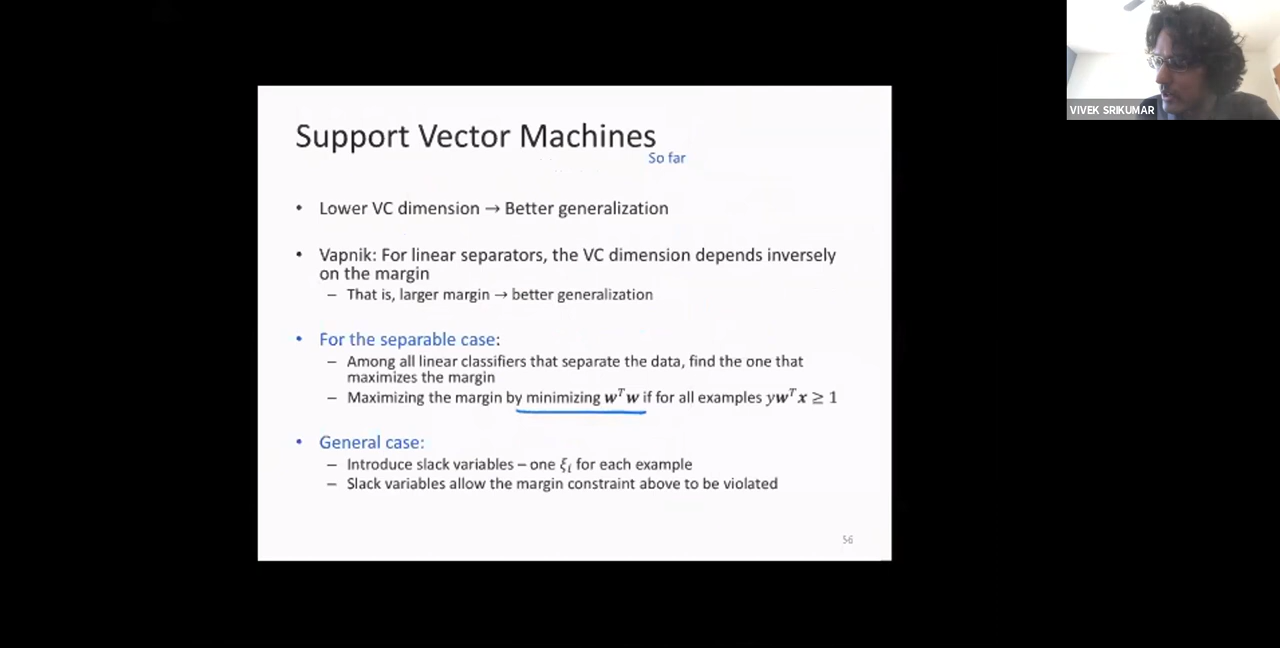 VIVEK SRIKUMAR
Support Vector Machines
So far
• Lower VC dimension → Better generalization
• Vapnik: For linear separators, the VC dimension depends inversely
on the margin
– That is, larger margin → better generalization
• For the separable case:
– Among all linear classifiers that separate the data, find the one that
maximizes the margin
– Maximizing the margin by minimizing wᵀw if for all examples ywᵀx ≥ 1
• General case:
– Introduce slack variables – one ξᵢ for each example
– Slack variables allow the margin constraint above to be violated
56